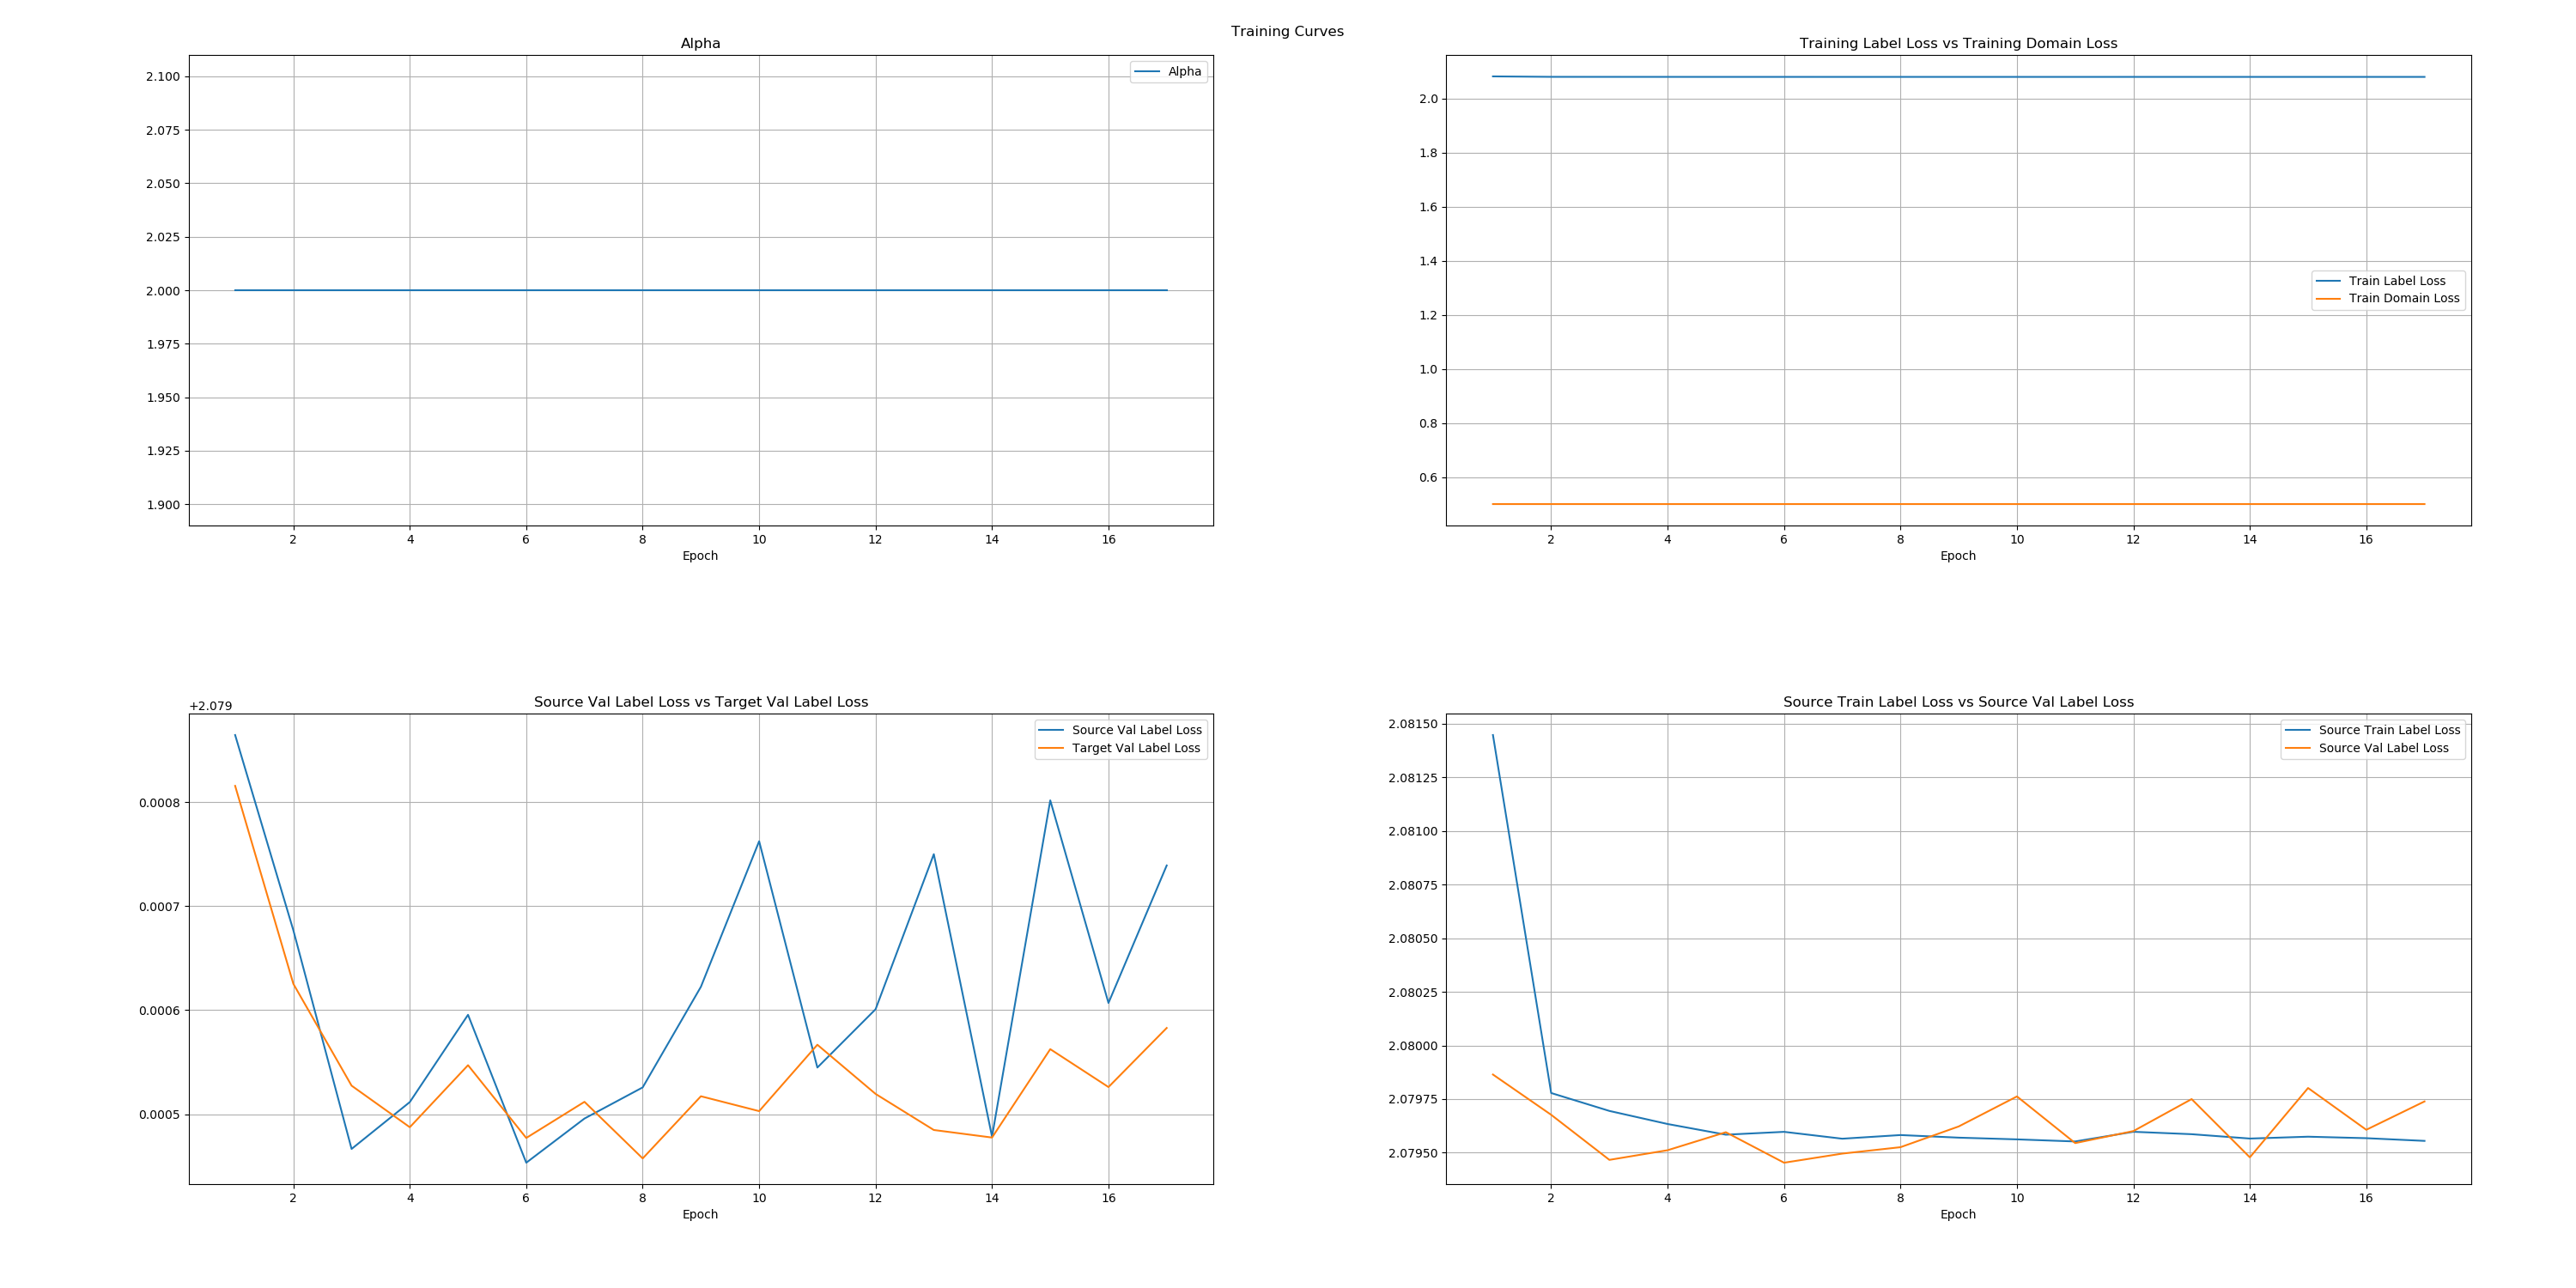 Training Curves
Alpha
2.100
2.075
2.050
2.025
2.000
1.975
1.950
1.925
1.900
Alpha
2 4 6 8 10 12 14 16
Epoch
Training Label Loss vs Training Domain Loss
2.0
1.8
1.6
1.4
1.2
1.0
0.8
0.6
Train Label Loss
Train Domain Loss
2 4 6 8 10 12 14 16
Epoch
Source Val Label Loss vs Target Val Label Loss
+2.079
0.0008
0.0007
0.0006
0.0005
Source Val Label Loss
Target Val Label Loss
2 4 6 8 10 12 14 16
Epoch
Source Train Label Loss vs Source Val Label Loss
2.08150
2.08125
2.08100
2.08075
2.08050
2.08025
2.08000
2.07975
2.07950
Source Train Label Loss
Source Val Label Loss
2 4 6 8 10 12 14 16
Epoch